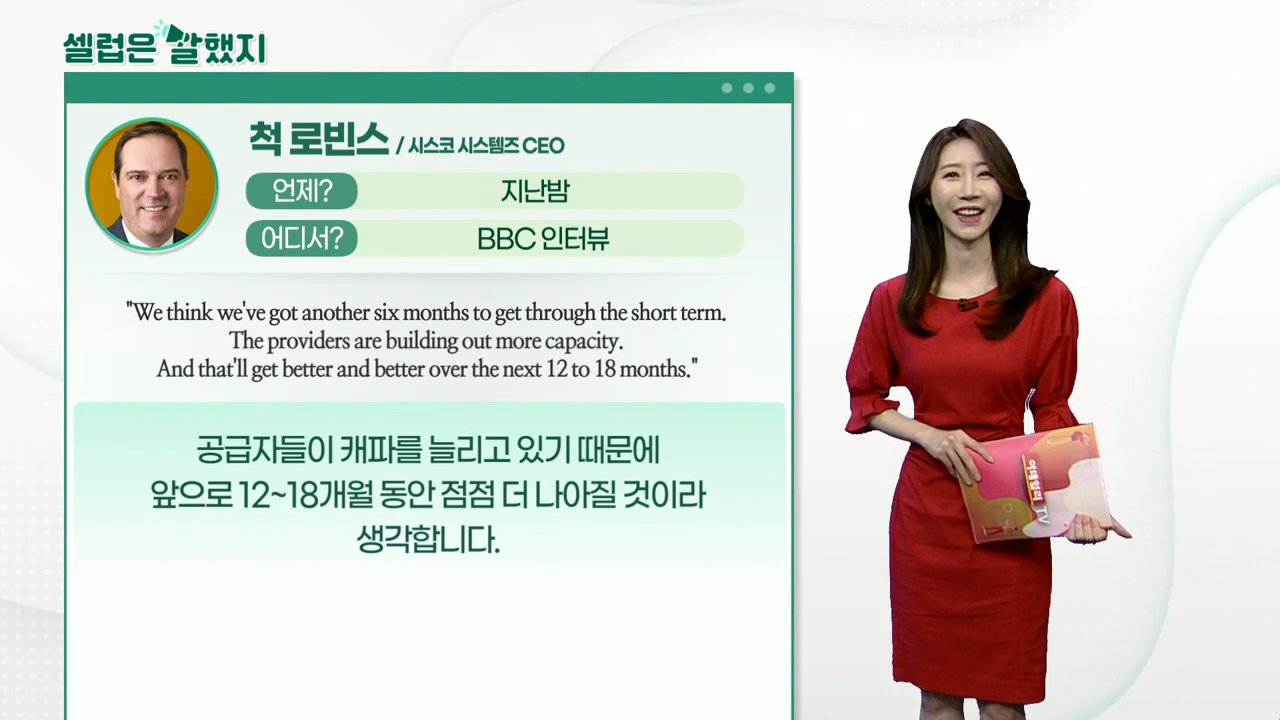 셀럽은 말했지
척 로빈스 / 시스코 시스템즈 CEO
언제? 지난밤
어디서? BBC 인터뷰
"We think we've got another six months to get through the short term.
The providers are building out more capacity.
And that'll get better and better over the next 12 to 18 months."
공급자들이 캐파를 늘리고 있기 때문에
앞으로 12~18개월 동안 점점 더 나아질 것이라
생각합니다.
이데일리 TV